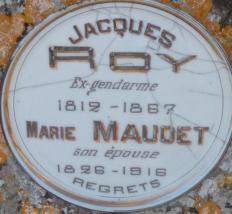 JACQUES
ROY
Ex-gendarme
1812-1867
MARIE MAUDET
son épouse
1826-1916
REGRETS